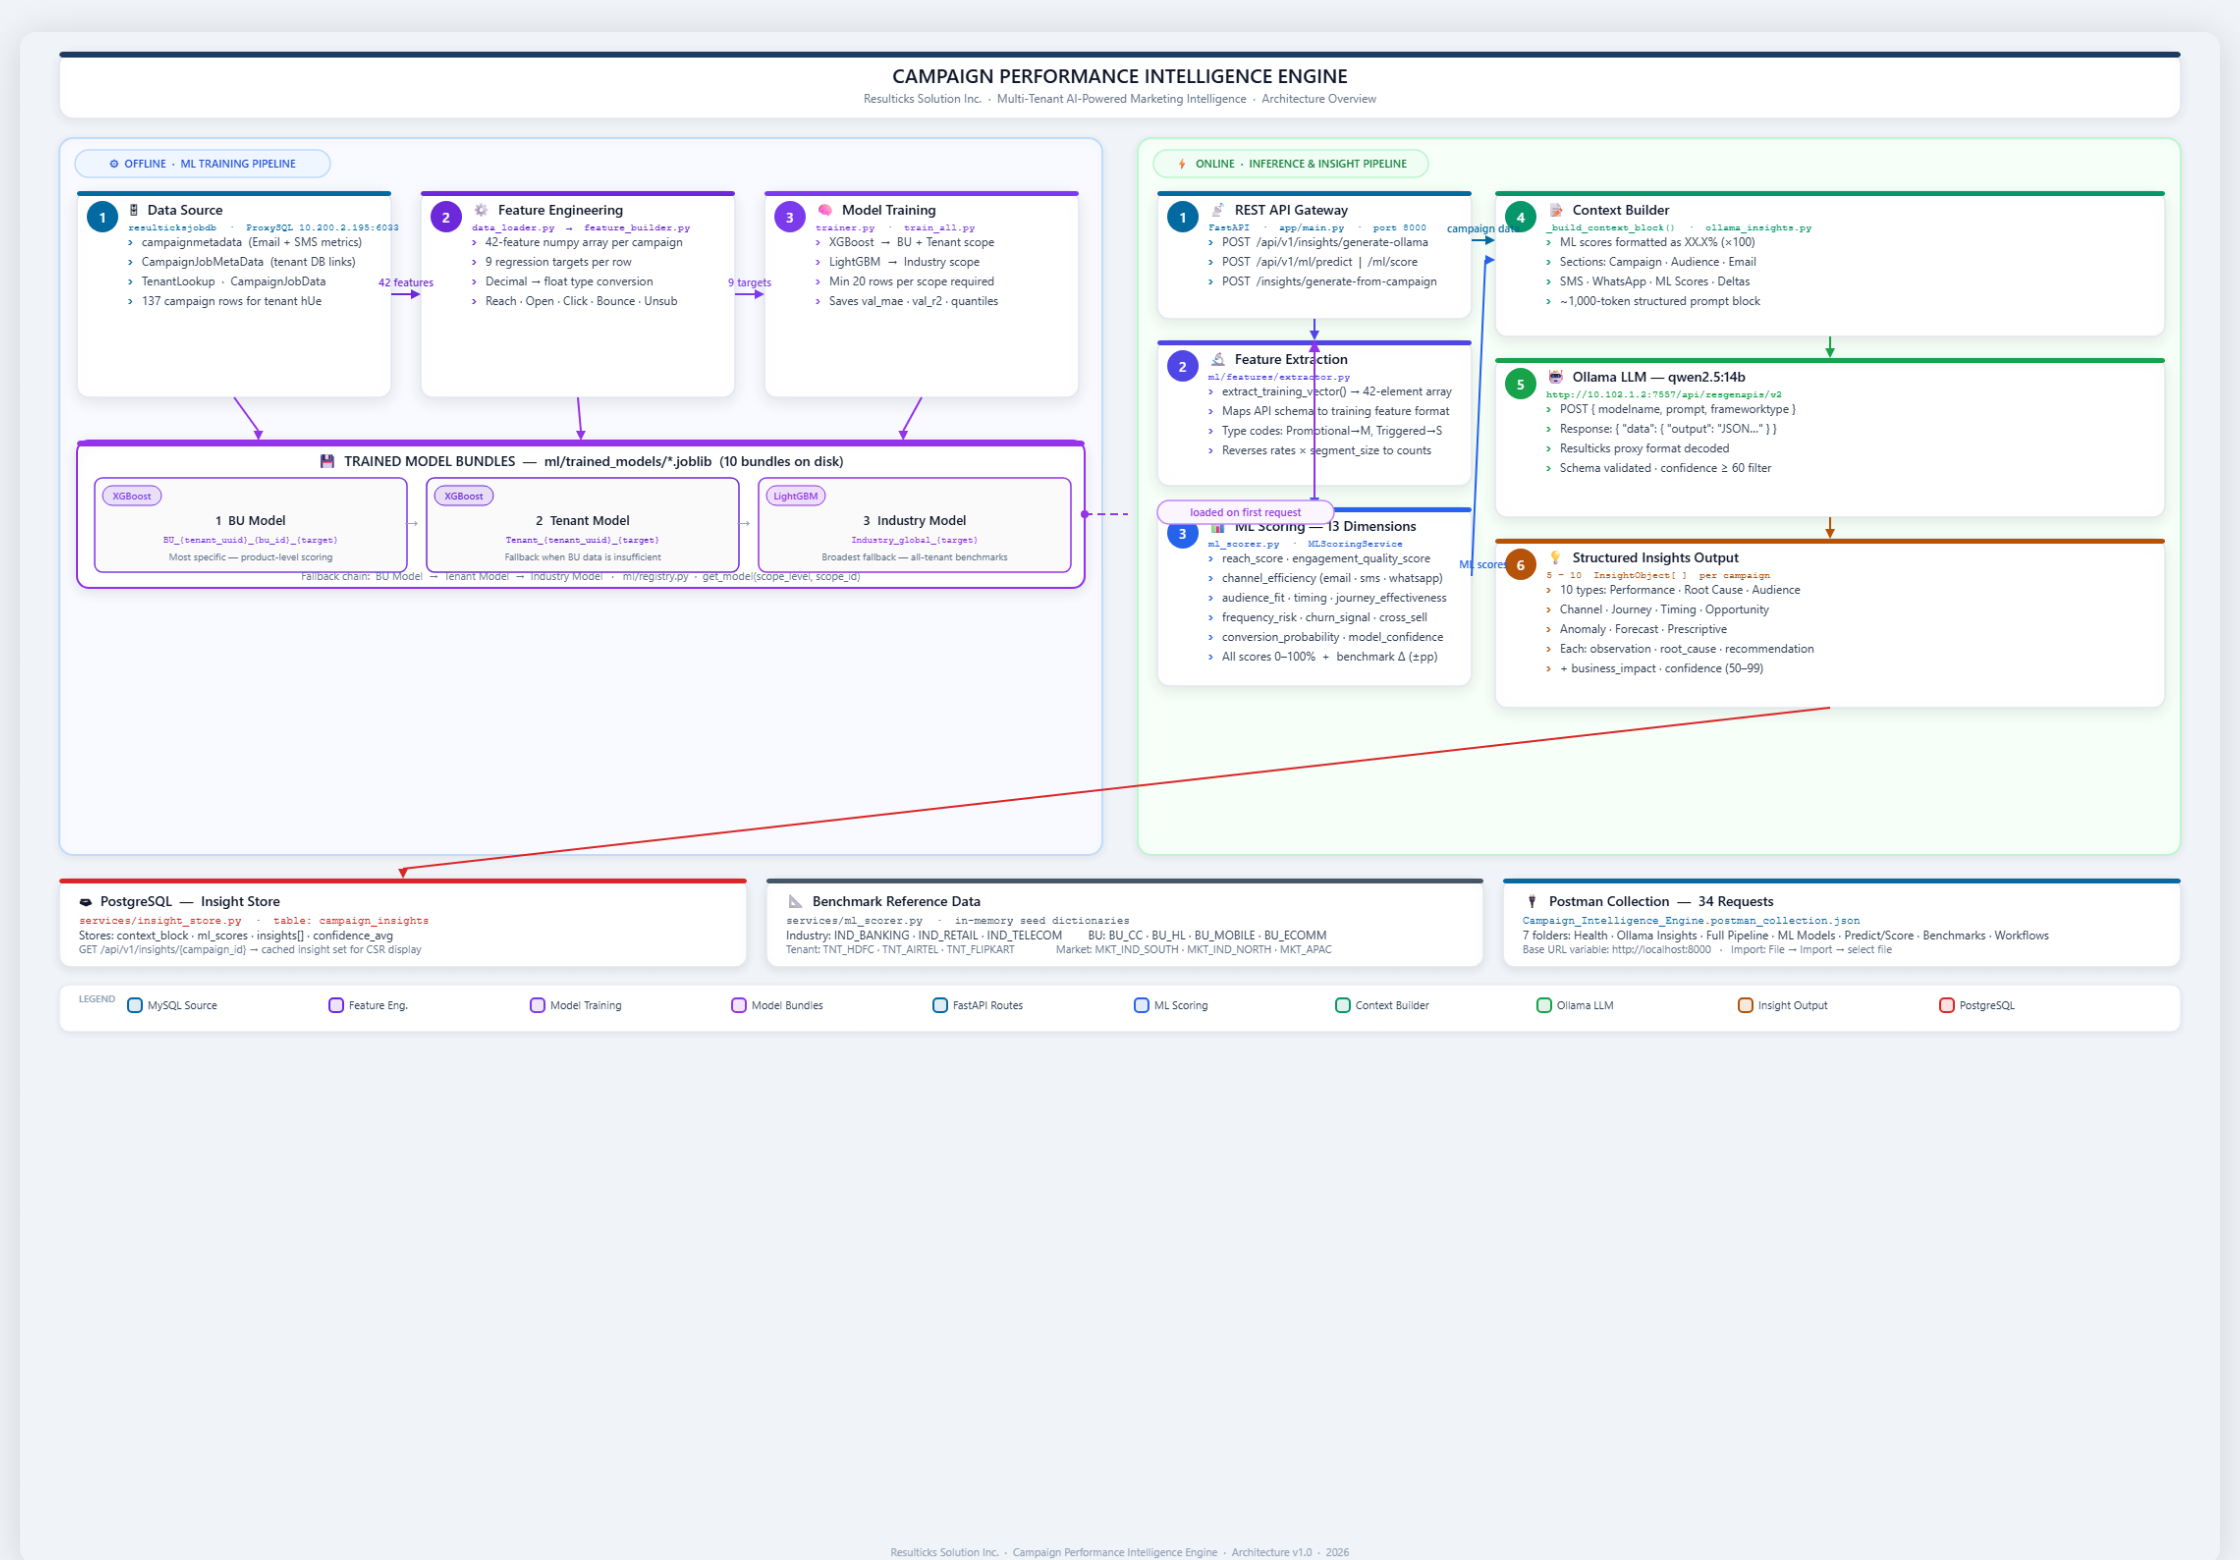 CAMPAIGN PERFORMANCE INTELLIGENCE ENGINE
Resulticks Solution Inc. · Multi-Tenant AI-Powered Marketing Intelligence · Architecture Overview
OFFLINE · ML TRAINING PIPELINE
1
Data Source
resulticksjobdb · ProxySQL 10.200.2.195:6033
› campaignmetadata (Email + SMS metrics)
› CampaignJobMetaData (tenant DB links)
› TenantLookup · CampaignJobData
› 137 campaign rows for tenant hUe
42 features
2
Feature Engineering
data_loader.py → feature_builder.py
› 42-feature numpy array per campaign
› 9 regression targets per row
› Decimal → float type conversion
› Reach · Open · Click · Bounce · Unsub
9 targets
3
Model Training
trainer.py · train_all.py
› XGBoost → BU + Tenant scope
› LightGBM → Industry scope
› Min 20 rows per scope required
› Saves val_mae · val_r2 · quantiles
TRAINED MODEL BUNDLES — ml/trained_models/*.joblib (10 bundles on disk)
XGBoost
1 BU Model
BU_{tenant_uuid}_{bu_id}_{target}
Most specific — product-level scoring
→
XGBoost
2 Tenant Model
Tenant_{tenant_uuid}_{target}
Fallback when BU data is insufficient
→
LightGBM
3 Industry Model
Industry_global_{target}
Broadest fallback — all-tenant benchmarks
Fallback chain: BU Model → Tenant Model → Industry Model · ml/registry.py · get_model(scope_level, scope_id)
ONLINE · INFERENCE & INSIGHT PIPELINE
1
REST API Gateway
FastAPI · app/main.py · port 8000
› POST /api/v1/insights/generate-ollama
› POST /api/v1/ml/predict | /ml/score
› POST /insights/generate-from-campaign
campaign data
2
Feature Extraction
ml/features/extractor.py
› extract_training_vector() → 42-element array
› Maps API schema to training feature format
› Type codes: Promotional→M, Triggered→S
› Reverses rates × segment_size to counts
loaded on first request
3
ML Scoring — 13 Dimensions
ml_scorer.py · MLScoringService
› reach_score · engagement_quality_score
› channel_efficiency (email · sms · whatsapp)
› audience_fit · timing · journey_effectiveness
› frequency_risk · churn_signal · cross_sell
› conversion_probability · model_confidence
› All scores 0–100% + benchmark Δ (±pp)
ML scores
4
Context Builder
_build_context_block() · ollama_insights.py
› ML scores formatted as XX.X% (×100)
› Sections: Campaign · Audience · Email
› SMS · WhatsApp · ML Scores · Deltas
› ~1,000-token structured prompt block
5
Ollama LLM — qwen2.5:14b
http://10.102.1.2:7557/api/resgenapis/v2
› POST { modelname, prompt, frameworktype }
› Response: { "data": { "output": "JSON..." } }
› Resulticks proxy format decoded
› Schema validated · confidence ≥ 60 filter
6
Structured Insights Output
5 – 10 InsightObject[ ] per campaign
› 10 types: Performance · Root Cause · Audience
› Channel · Journey · Timing · Opportunity
› Anomaly · Forecast · Prescriptive
› Each: observation · root_cause · recommendation
› + business_impact · confidence (50–99)
PostgreSQL — Insight Store
services/insight_store.py · table: campaign_insights
Stores: context_block · ml_scores · insights[] · confidence_avg
GET /api/v1/insights/{campaign_id} → cached insight set for CSR display
Benchmark Reference Data
services/ml_scorer.py · in-memory seed dictionaries
Industry: IND_BANKING · IND_RETAIL · IND_TELECOM BU: BU_CC · BU_HL · BU_MOBILE · BU_ECOMM
Tenant: TNT_HDFC · TNT_AIRTEL · TNT_FLIPKART Market: MKT_IND_SOUTH · MKT_IND_NORTH · MKT_APAC
Postman Collection — 34 Requests
Campaign_Intelligence_Engine.postman_collection.json
7 folders: Health · Ollama Insights · Full Pipeline · ML Models · Predict/Score · Benchmarks · Workflows
Base URL variable: http://localhost:8000 · Import: File → Import → select file
LEGEND MySQL Source Feature Eng. Model Training Model Bundles FastAPI Routes ML Scoring Context Builder Ollama LLM Insight Output PostgreSQL
Resulticks Solution Inc. · Campaign Performance Intelligence Engine · Architecture v1.0 · 2026